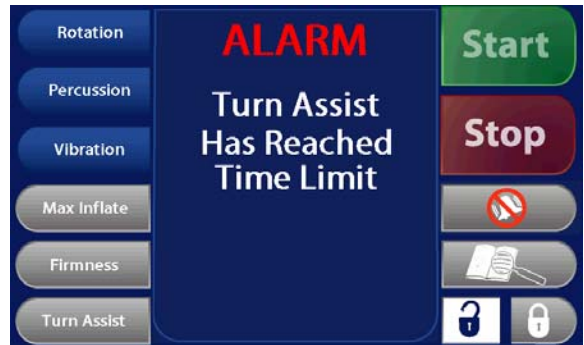 Rotation
Percussion
Vibration
Max Inflate
Firmness
Turn Assist
ALARM
Turn Assist
Has Reached
Time Limit
Start
Stop